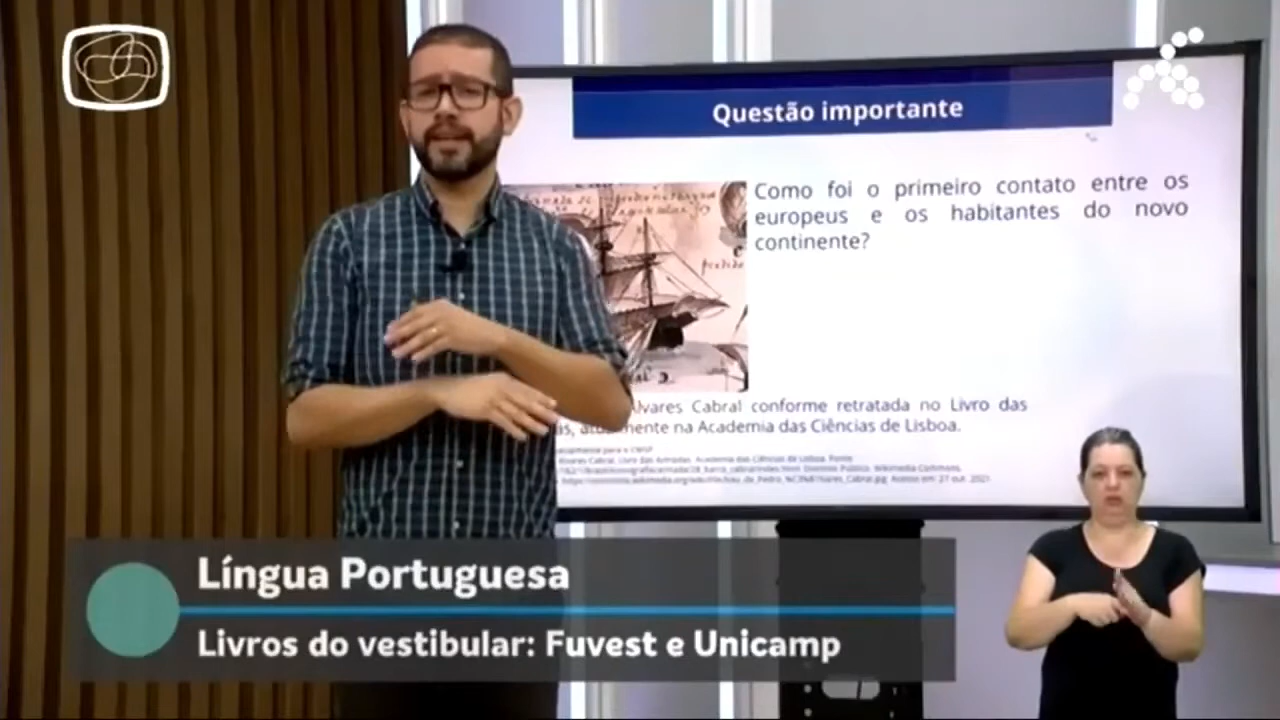 Questão importante
Como foi o primeiro contato entre os
europeus e os habitantes do novo
continente?
Álvares Cabral conforme retratada no Livro das
na Academia das Ciências de Lisboa.
Língua Portuguesa
Livros do vestibular: Fuvest e Unicamp